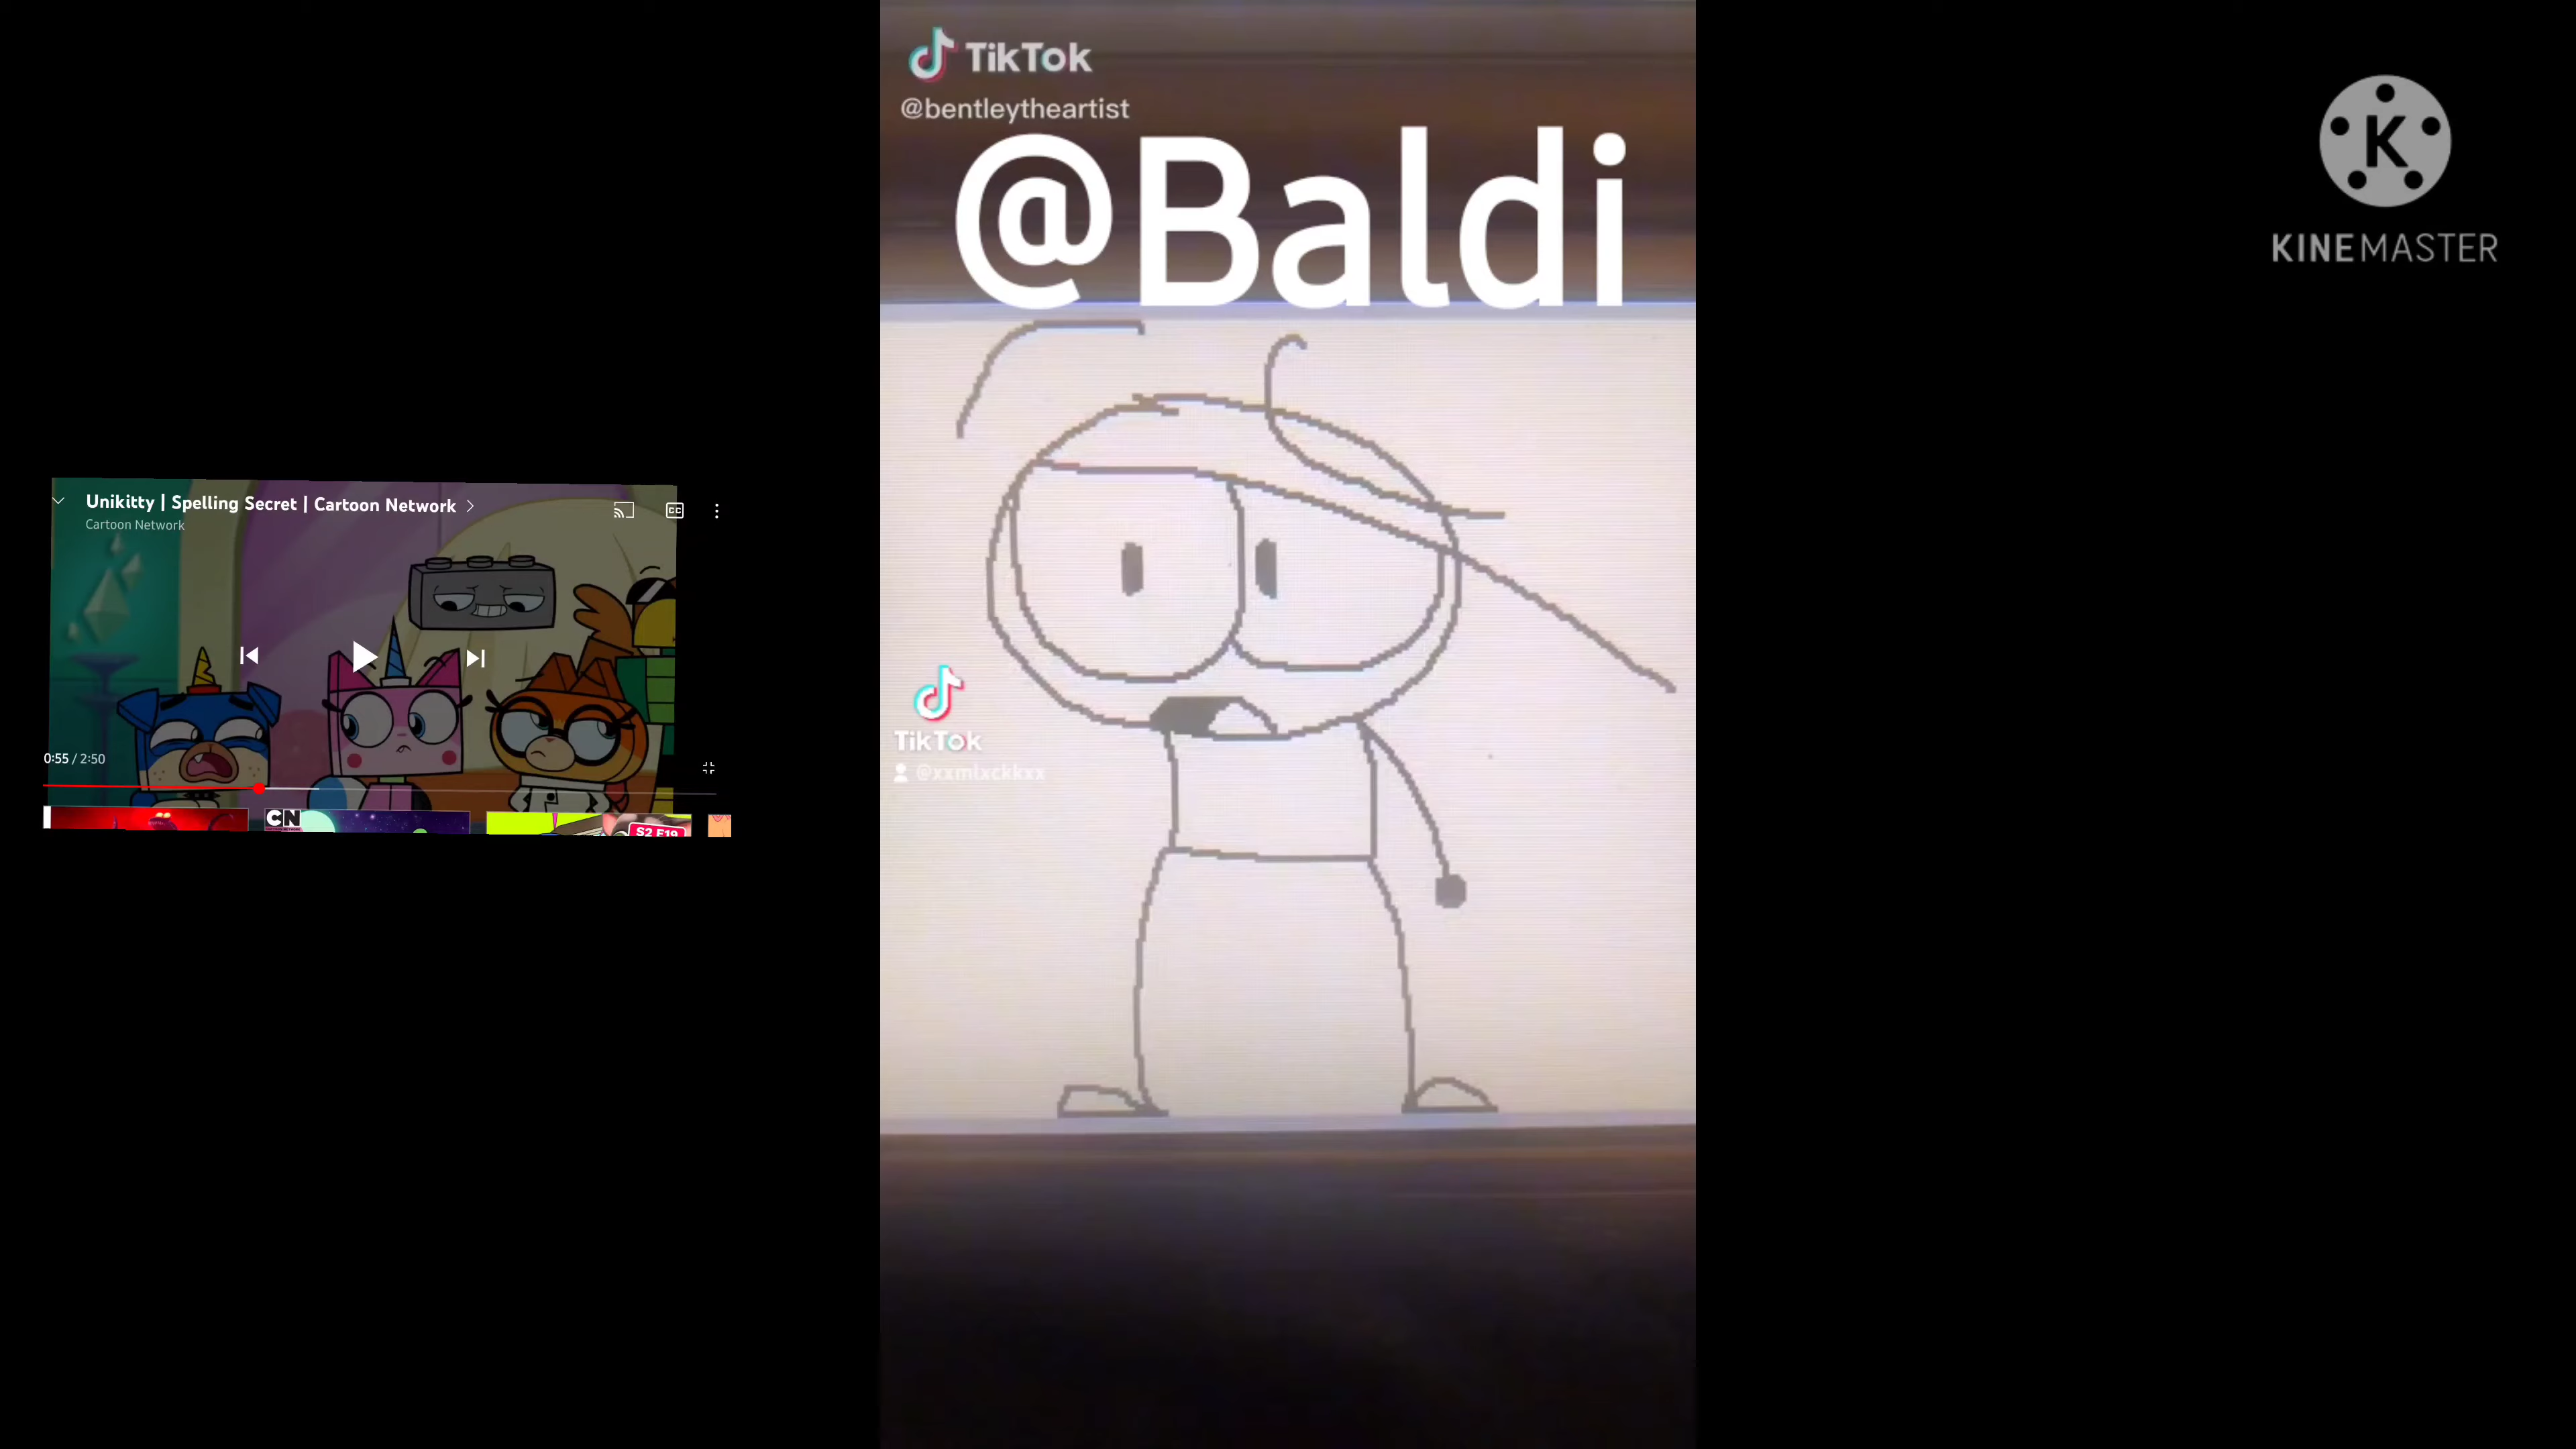 Unikitty | Spelling Secret | Cartoon Network
Cartoon Network
0:55 / 2:50
CN
S2 E19
TikTok
@bentleytheartist
@Baldi
TikTok
@xxmlxckkxx
K
KINEMASTER